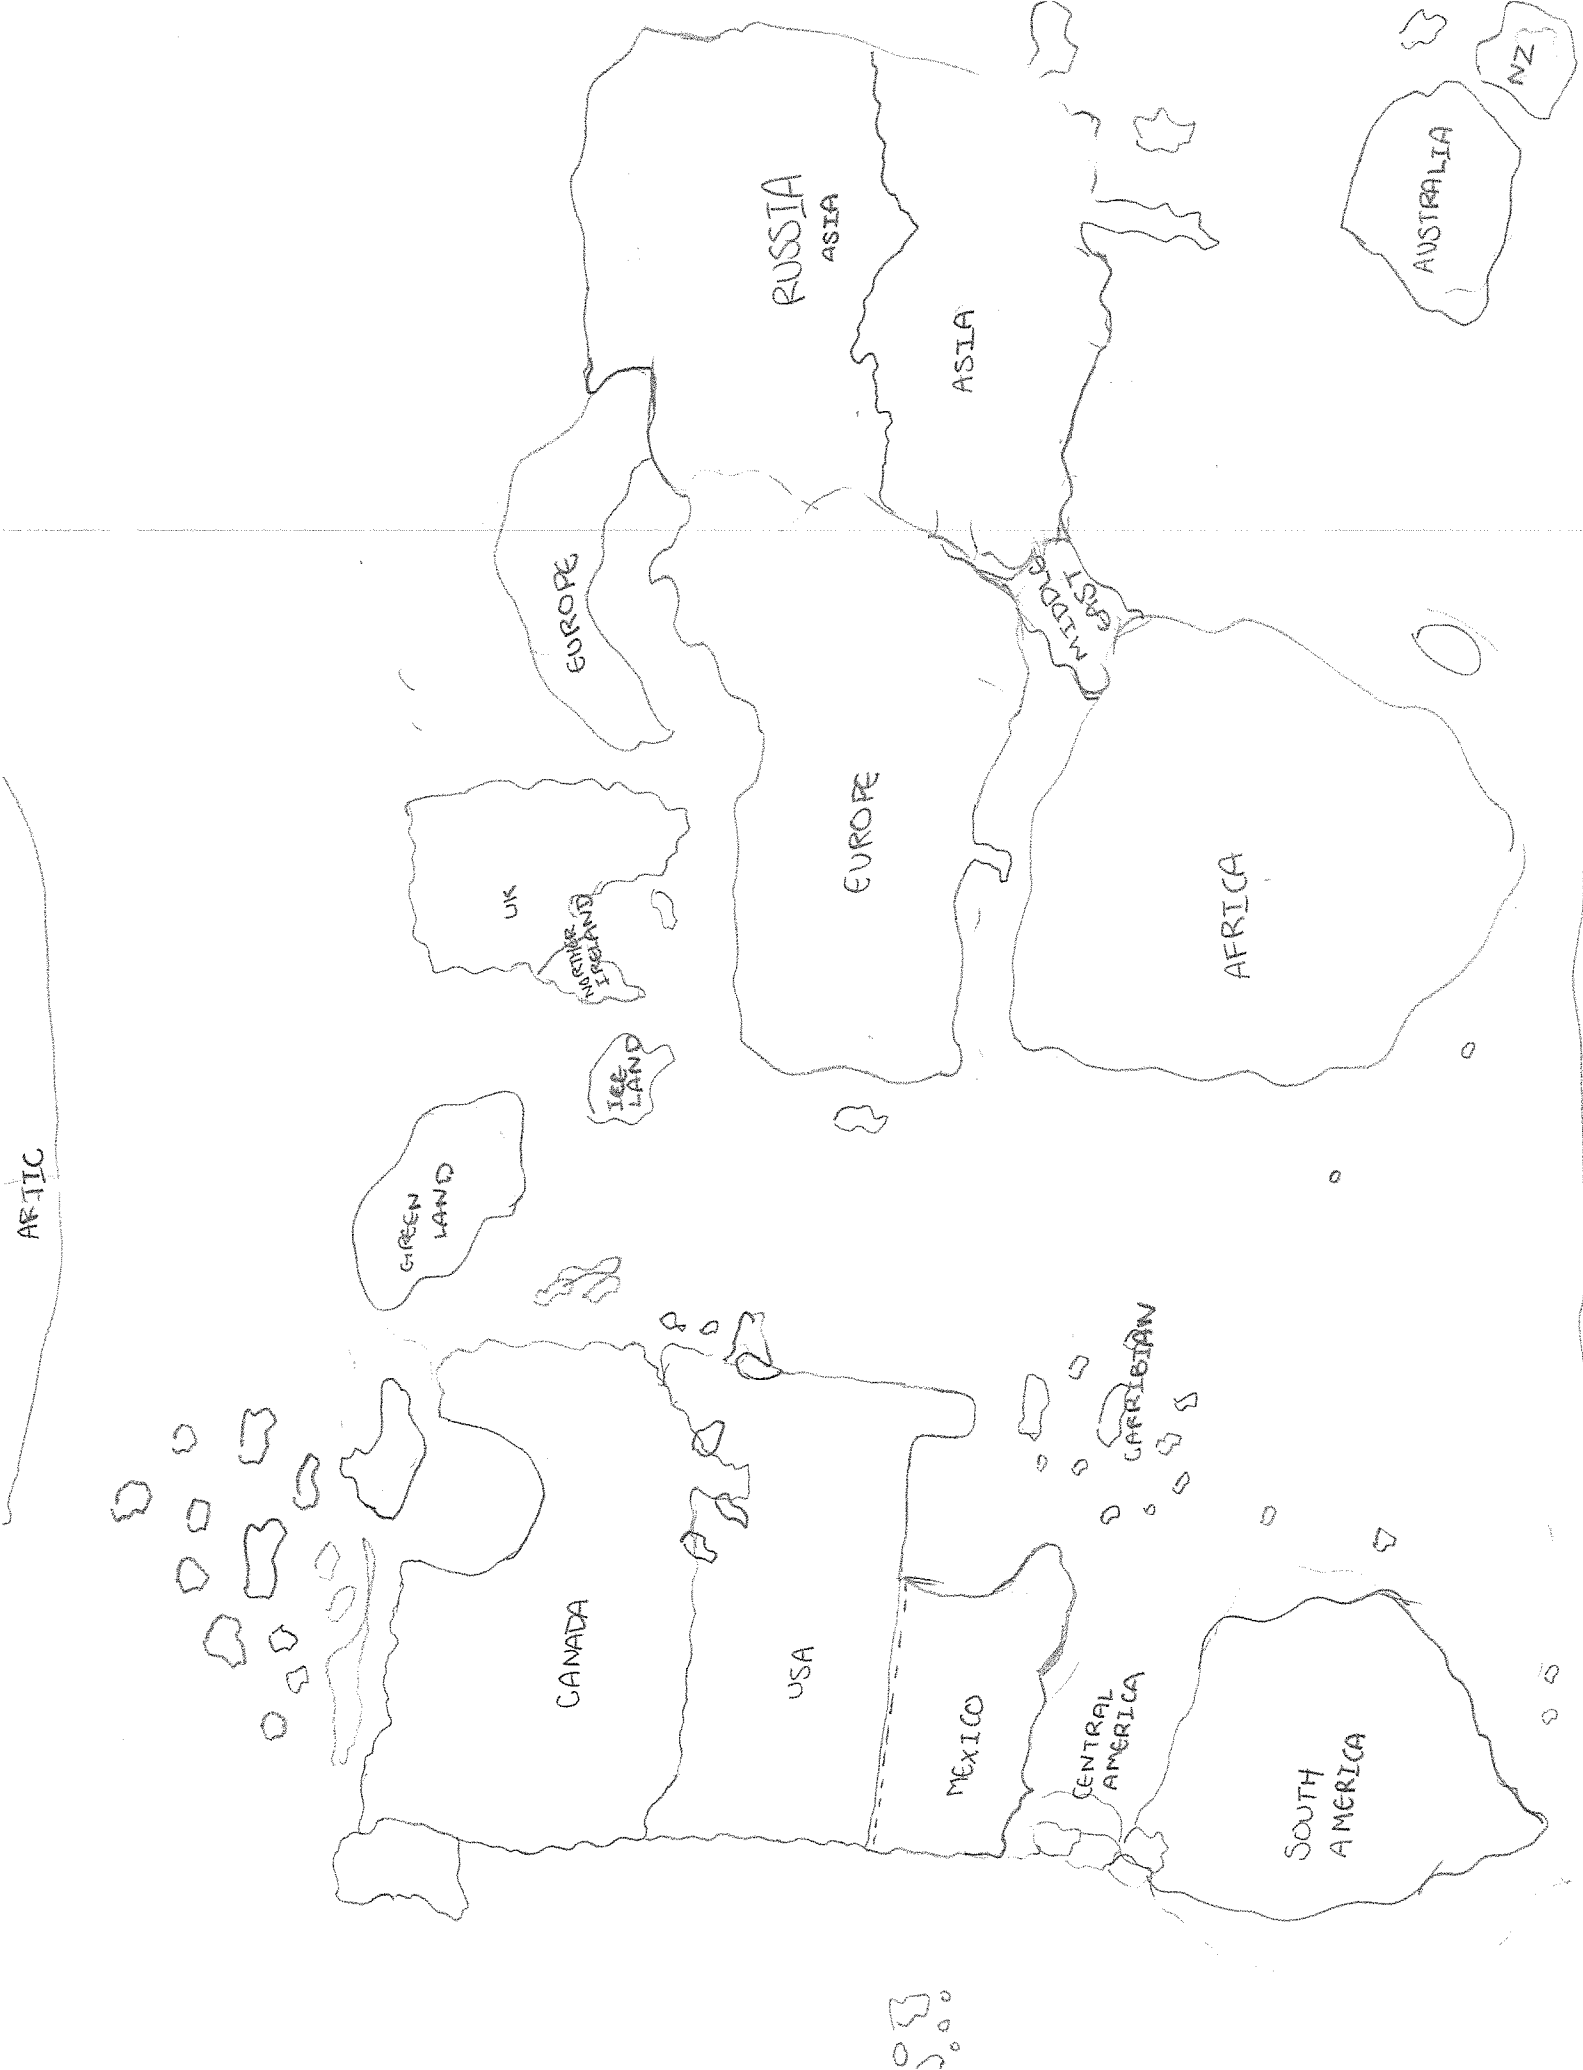 ARTIC
GREEN
LAND
ICE
LAND
UK
NORTHER
IRELAND
EUROPE
EUROPE
RUSSIA
ASIA
ASIA
MIDDLE
EAST
AFRICA
AUSTRALIA
NZ
CANADA
USA
MEXICO
CENTRAL
AMERICA
CARRIBIAN
SOUTH
AMERICA